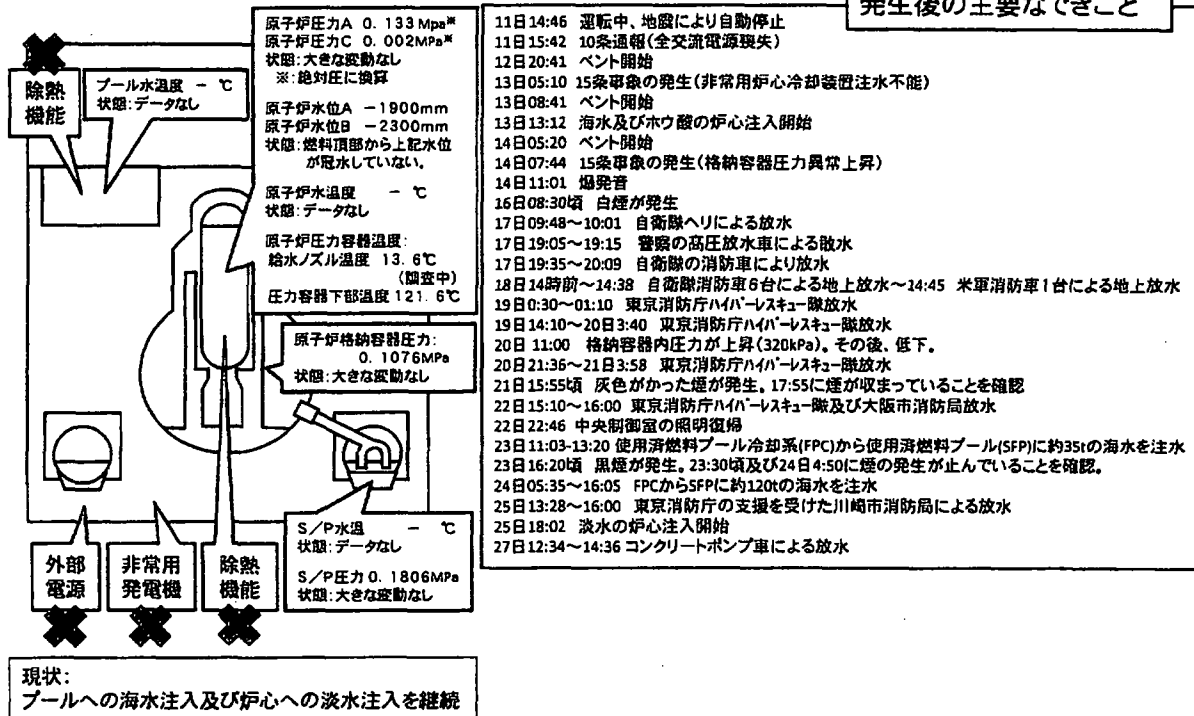 発生後の主要なできごと
原子炉圧力A 0. 133 Mpa※
原子炉圧力C 0. 002MPa※
状態:大きな変動なし
※:絶対圧に換算
原子炉水位A －1900mm
原子炉水位B －2300mm
状態:燃料頂部から上記水位
が冠水していない。
原子炉水温度 － ℃
状態:データなし
原子炉圧力容器温度:
給水ノズル温度 13. 6℃
(調査中)
圧力容器下部温度 121. 6℃
除熱
機能
プール水温度 － ℃
状態:データなし
原子炉格納容器圧力:
0. 1076MPa
状態:大きな変動なし
S／P水温 － ℃
状態:データなし
S／P圧力 0. 1806MPa
状態:大きな変動なし
外部
電源
非常用
発電機
除熱
機能
現状:
プールへの海水注入及び炉心への淡水注入を継続
11日14:46 運転中、地震により自動停止
11日15:42 10条通報(全交流電源喪失)
12日20:41 ベント開始
13日05:10 15条事象の発生(非常用炉心冷却装置注水不能)
13日08:41 ベント開始
13日13:12 海水及びホウ酸の炉心注入開始
14日05:20 ベント開始
14日07:44 15条事象の発生(格納容器圧力異常上昇)
14日11:01 爆発音
16日08:30頃 白煙が発生
17日09:48～10:01 自衛隊ヘリによる放水
17日19:05～19:15 警察の高圧放水車による散水
17日19:35～20:09 自衛隊の消防車により放水
18日14時前～14:38 自衛隊消防車6台による地上放水～14:45 米軍消防車1台による地上放水
19日0:30～01:10 東京消防庁ハイパーレスキュー隊放水
19日14:10～20日3:40 東京消防庁ハイパーレスキュー隊放水
20日 11:00 格納容器内圧力が上昇(320kPa)。その後、低下。
20日21:36～21日3:58 東京消防庁ハイパーレスキュー隊放水
21日15:55頃 灰色がかった煙が発生。17:55に煙が収まっていることを確認
22日15:10～16:00 東京消防庁ハイパーレスキュー隊及び大阪市消防局放水
22日22:46 中央制御室の照明復帰
23日11:03-13:20 使用済燃料プール冷却系(FPC)から使用済燃料プール(SFP)に約35tの海水を注水
23日16:20頃 黒煙が発生。23:30頃及び24日4:50に煙の発生が止んでいることを確認。
24日05:35～16:05 FPCからSFPに約120tの海水を注水
25日13:28～16:00 東京消防庁の支援を受けた川崎市消防局による放水
25日18:02 淡水の炉心注入開始
27日12:34～14:36 コンクリートポンプ車による放水